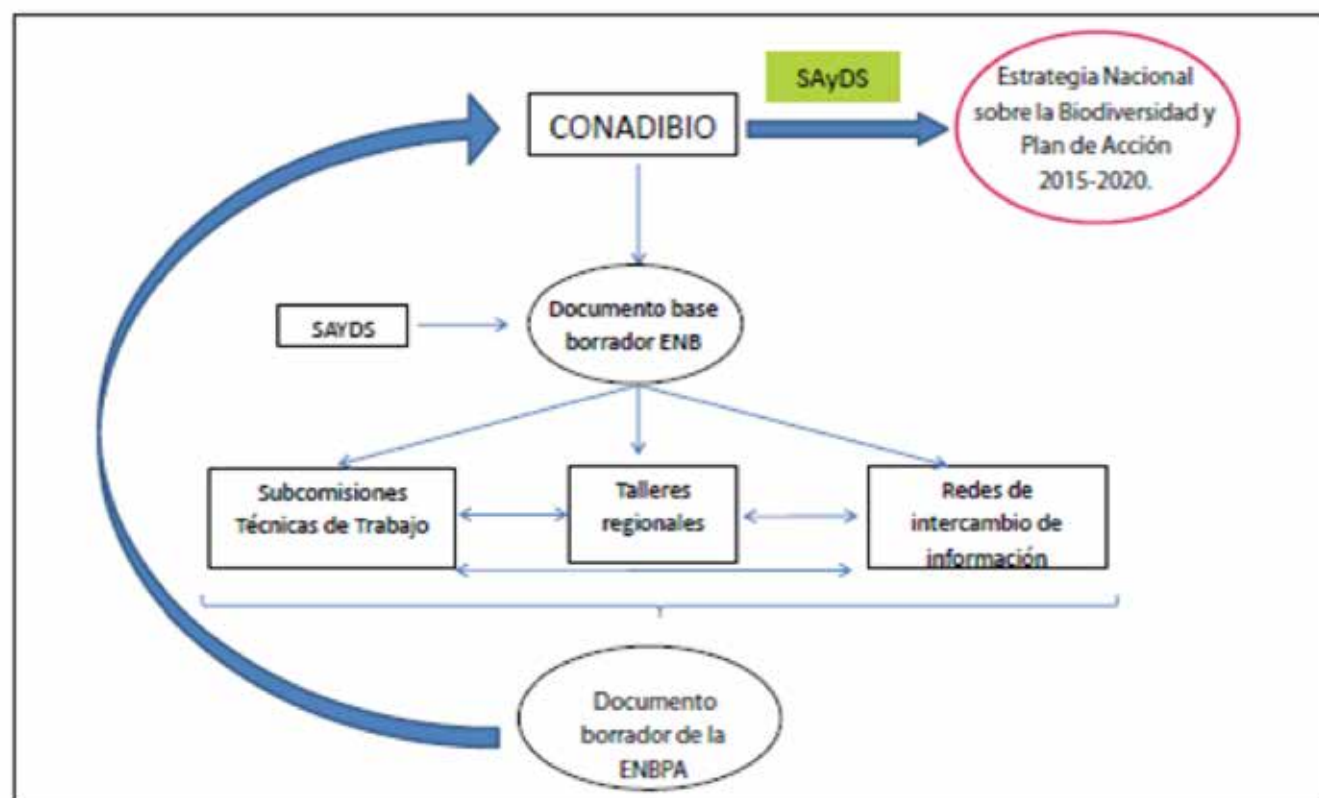 SAyDS
CONADIBIO
Estrategia Nacional
sobre la Biodiversidad y
Plan de Acción
2015-2020.
SAYDS
Documento base
borrador ENB
Subcomisiones
Técnicas de Trabajo
Talleres
regionales
Redes de
intercambio de
información
Documento
borrador de la
ENBPA